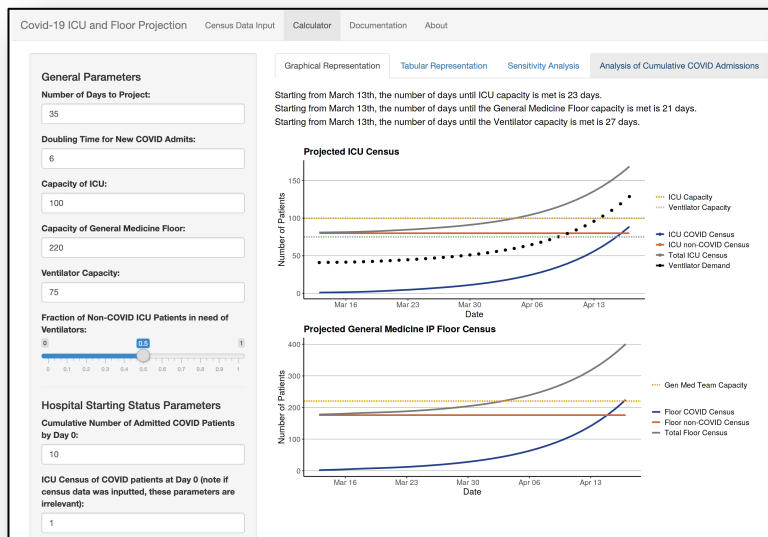 Covid-19 ICU and Floor Projection Census Data Input Calculator Documentation About
General Parameters
Number of Days to Project:
35
Doubling Time for New COVID Admits:
6
Capacity of ICU:
100
Capacity of General Medicine Floor:
220
Ventilator Capacity:
75
Fraction of Non-COVID ICU Patients in need of
Ventilators:
0 0.5 1
0 0.1 0.2 0.3 0.4 0.5 0.6 0.7 0.8 0.9 1
Hospital Starting Status Parameters
Cumulative Number of Admitted COVID Patients
by Day 0:
10
ICU Census of COVID patients at Day 0 (note if
census data was inputted, these parameters are
irrelevant):
1
Graphical Representation Tabular Representation Sensitivity Analysis Analysis of Cumulative COVID Admissions
Starting from March 13th, the number of days until ICU capacity is met is 23 days.
Starting from March 13th, the number of days until the General Medicine Floor capacity is met is 21 days.
Starting from March 13th, the number of days until the Ventilator capacity is met is 27 days.
Projected ICU Census
Number of Patients
150
100
50
0
Mar 16 Mar 23 Mar 30 Apr 06 Apr 13
Date
ICU Capacity
Ventilator Capacity
ICU COVID Census
ICU non-COVID Census
Total ICU Census
Ventilator Demand
Projected General Medicine IP Floor Census
Number of Patients
400
300
200
100
0
Mar 16 Mar 23 Mar 30 Apr 06 Apr 13
Date
Gen Med Team Capacity
Floor COVID Census
Floor non-COVID Census
Total Floor Census